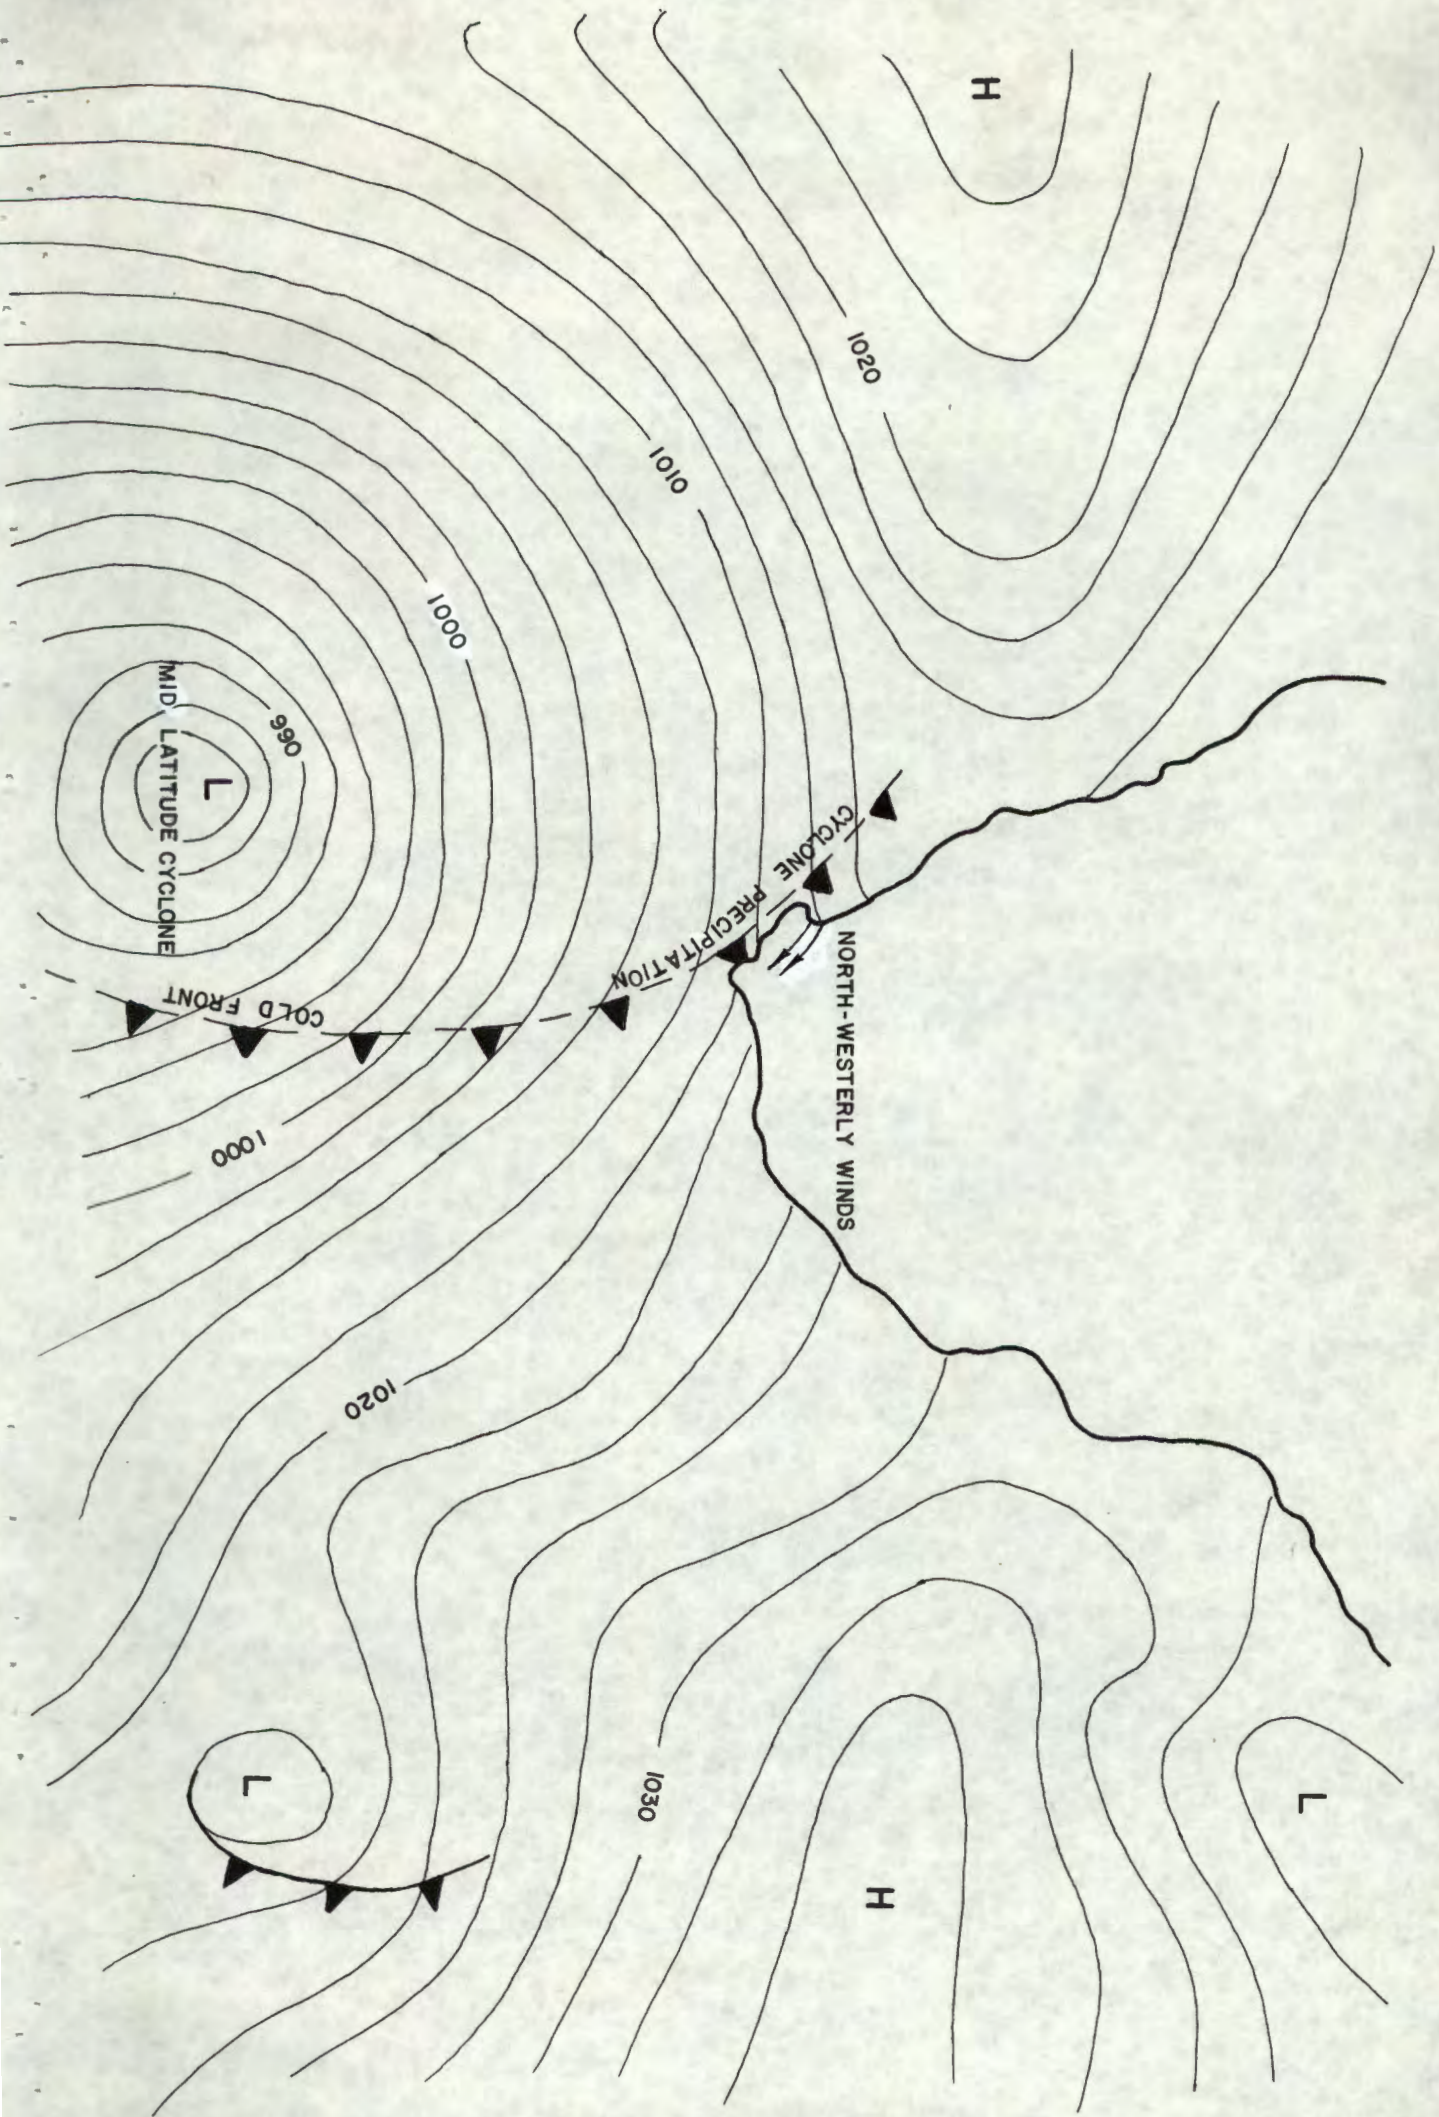 H
L
1020
1010
NORTH-WESTERLY WINDS
CYCLONE PRECIPITATION
H
1030
1000
1020
990
L
MID LATITUDE CYCLONE
COLD FRONT
1000
L